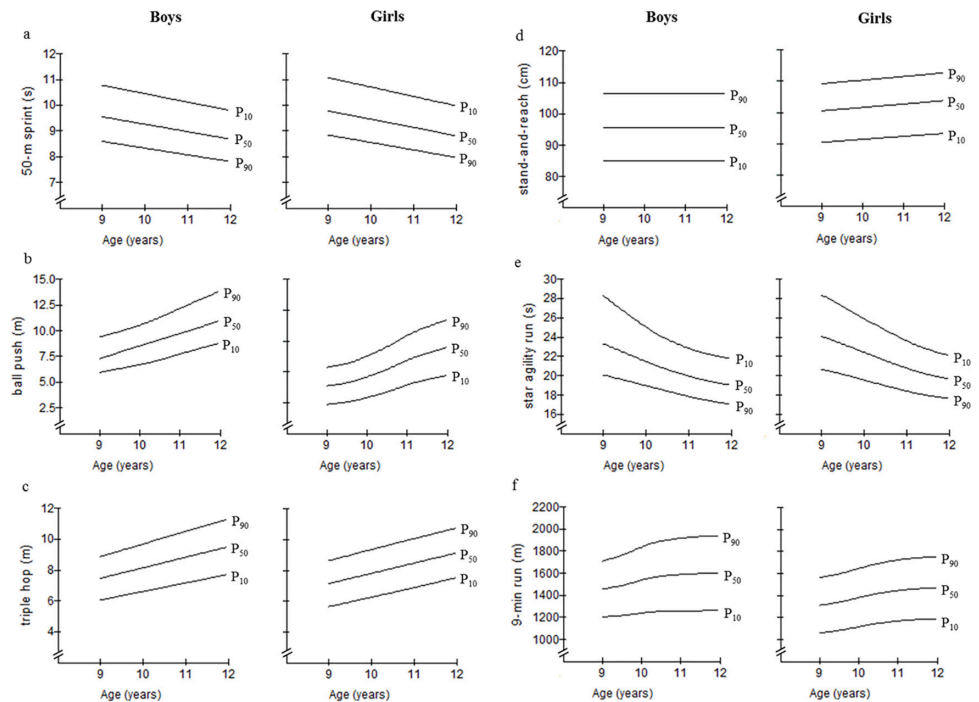 Boys Girls
a
50-m sprint (s)
12
11
10
9
8
7
P10
P50
P90
9 10 11 12
Age (years)
P10
P50
P90
9 10 11 12
Age (years)
b
ball push (m)
15.0
12.5
10.0
7.5
5.0
2.5
P90
P50
P10
9 10 11 12
Age (years)
P90
P50
P10
9 10 11 12
Age (years)
c
triple hop (m)
12
10
8
6
4
P90
P50
P10
9 10 11 12
Age (years)
P90
P50
P10
9 10 11 12
Age (years)
Boys Girls
d
stand-and-reach (cm)
120
110
100
90
80
P90
P50
P10
9 10 11 12
Age (years)
P90
P50
P10
9 10 11 12
Age (years)
e
star agility run (s)
30
28
26
24
22
20
18
16
P10
P50
P90
9 10 11 12
Age (years)
P10
P50
P90
9 10 11 12
Age (years)
f
9-min run (m)
2200
2000
1800
1600
1400
1200
1000
P90
P50
P10
9 10 11 12
Age (years)
P90
P50
P10
9 10 11 12
Age (years)